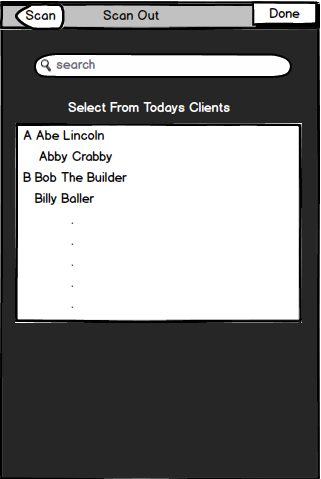 Scan Scan Out Done
search
Select From Todays Clients
A Abe Lincoln
Abby Crabby
B Bob The Builder
Billy Baller
.
.
.
.
.